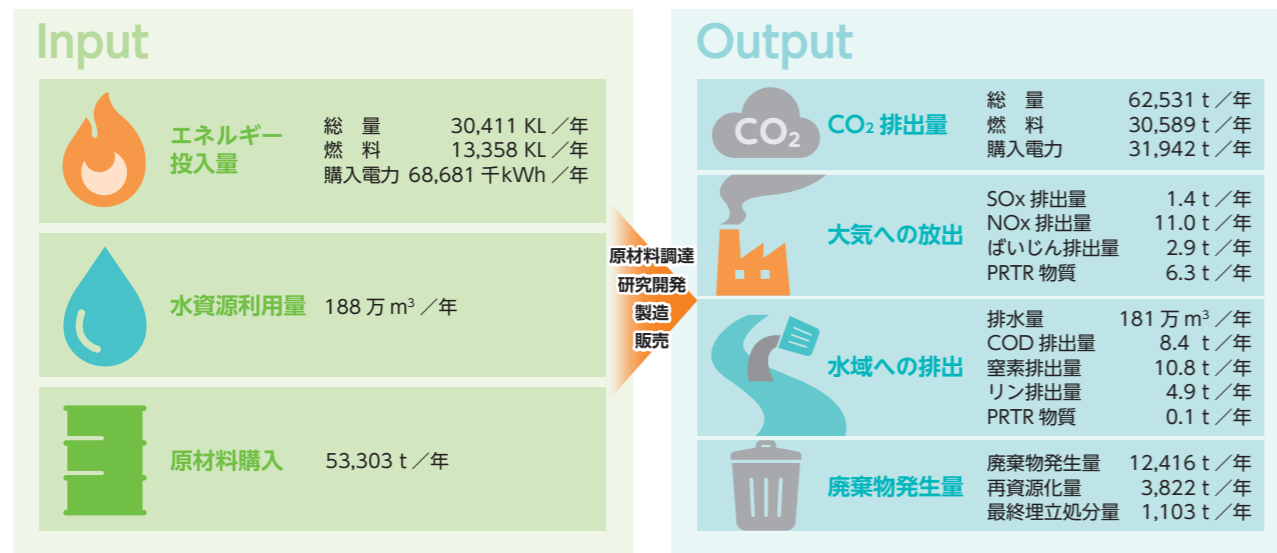 Input
エネルギー
投入量
総　量 30,411 KL／年
燃　料 13,358 KL／年
購入電力 68,681 千kWh／年
水資源利用量 188 万 m³／年
原材料購入 53,303 t／年
原材料調達
研究開発
製造
販売
Output
CO₂
CO₂ 排出量
総　量 62,531 t／年
燃　料 30,589 t／年
購入電力 31,942 t／年
大気への放出
SOx 排出量 1.4 t／年
NOx 排出量 11.0 t／年
ばいじん排出量 2.9 t／年
PRTR 物質 6.3 t／年
水域への排出
排水量 181 万 m³／年
COD 排出量 8.4 t／年
窒素排出量 10.8 t／年
リン排出量 4.9 t／年
PRTR 物質 0.1 t／年
廃棄物発生量
廃棄物発生量 12,416 t／年
再資源化量 3,822 t／年
最終埋立処分量 1,103 t／年